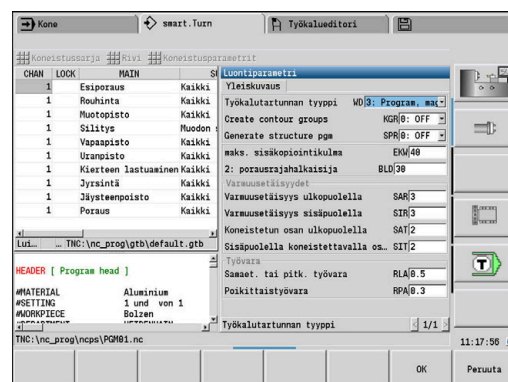 Kone
smart.Turn
Työkalueditori
Koneistussarja Rivi Koneistusparametrit
CHAN LOCK MAIN
1 Esiporaus Kaikki
1 Rouhinta Kaikki
1 Muotopisto Kaikki
1 Silitys Muodon
1 Vapaapisto Kaikki
1 Uranpisto Kaikki
1 Kierteen lastuaminen Kaikki
1 Jyrsintä Kaikki
1 Jäysteenpoisto Kaikki
1 Poraus Kaikki
Lui… … TNC:\nc_prog\gtb\default.gtb
HEADER [ Program head ]
#MATERIAL Aluminium
#SETTING 1 und von 1
#WORKPIECE Bolzen
TNC:\nc_prog\ncps\PGM01.nc
Luontiparametri
Yleiskuvaus
Työkalutartunnan tyyppi WD 3: Program, mag
Create contour groups KGR 0: OFF
Generate structure pgm SPR 0: OFF
maks. sisäkopiointikulma EKW 40
2: porausrajahalkaisija BLD 30
Varmuusetäisyydet
Varmuusetäisyys ulkopuolella SAR 3
Varmuusetäisyys sisäpuolella SIR 3
Koneistetun osan ulkopuolella SAT 2
Sisäpuolella koneistettavalla os… SIT 2
Työvara
Samaet. tai pitk. työvara RLA 0.5
Poikittaistyövara RPA 0.3
Työkalutartunnan tyyppi 1/1
T
11:17:56
OK
Peruuta